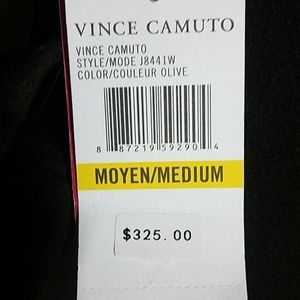 VINCE CAMUTO
VINCE CAMUTO
STYLE/MODE J8441W
COLOR/COULEUR OLIVE
8 87219 59290 4
MOYEN/MEDIUM
$325.00